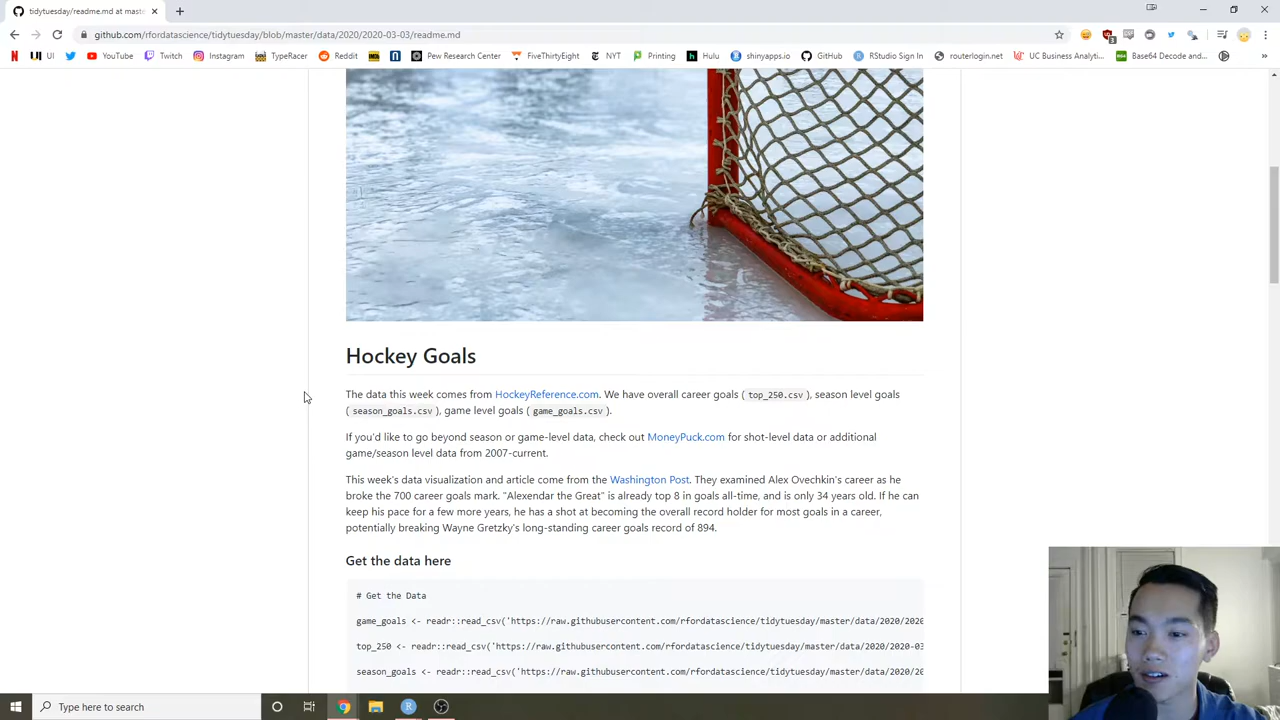 tidytuesday/readme.md at maste
github.com/rfordatascience/tidytuesday/blob/master/data/2020/2020-03-03/readme.md
UI YouTube Twitch Instagram TypeRacer Reddit Pew Research Center FiveThirtyEight NYT Printing Hulu shinyapps.io GitHub RStudio Sign In routerlogin.net UC Business Analyti... Base64 Decode and... »
Hockey Goals
The data this week comes from HockeyReference.com. We have overall career goals ( top_250.csv ), season level goals
( season_goals.csv ), game level goals ( game_goals.csv ).
If you'd like to go beyond season or game-level data, check out MoneyPuck.com for shot-level data or additional
game/season level data from 2007-current.
This week's data visualization and article come from the Washington Post. They examined Alex Ovechkin's career as he
broke the 700 career goals mark. "Alexendar the Great" is already top 8 in goals all-time, and is only 34 years old. If he can
keep his pace for a few more years, he has a shot at becoming the overall record holder for most goals in a career,
potentially breaking Wayne Gretzky's long-standing career goals record of 894.
Get the data here
# Get the Data
game_goals <- readr::read_csv('https://raw.githubusercontent.com/rfordatascience/tidytuesday/master/data/2020/2020
top_250 <- readr::read_csv('https://raw.githubusercontent.com/rfordatascience/tidytuesday/master/data/2020/2020-03
season_goals <- readr::read_csv('https://raw.githubusercontent.com/rfordatascience/tidytuesday/master/data/2020/20
Type here to search